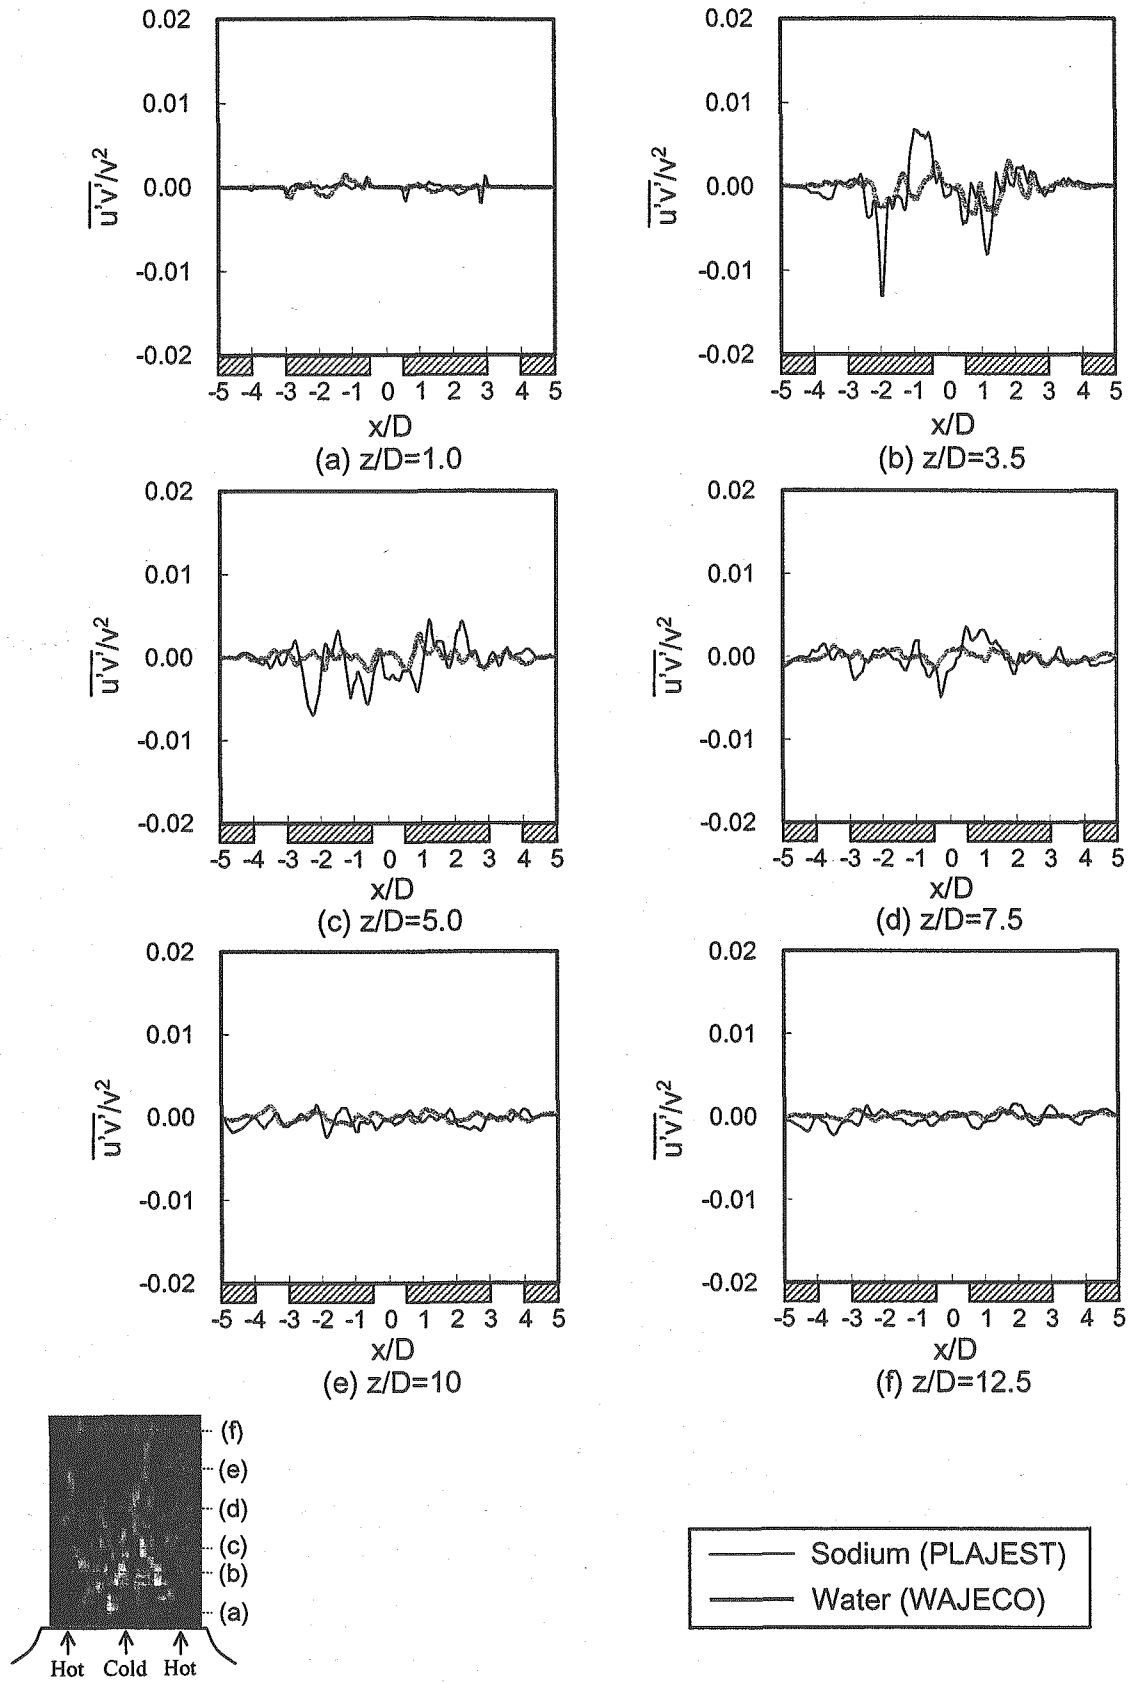 0.02 0.02
0.01 0.01
0.00 0.00
-0.01 -0.01
-0.02 -0.02
u'v'/v² u'v'/v²
-5 -4 -3 -2 -1 0 1 2 3 4 5 -5 -4 -3 -2 -1 0 1 2 3 4 5
x/D x/D
(a) z/D=1.0 (b) z/D=3.5
0.02 0.02
0.01 0.01
0.00 0.00
-0.01 -0.01
-0.02 -0.02
u'v'/v² u'v'/v²
-5 -4 -3 -2 -1 0 1 2 3 4 5 -5 -4 -3 -2 -1 0 1 2 3 4 5
x/D x/D
(c) z/D=5.0 (d) z/D=7.5
0.02 0.02
0.01 0.01
0.00 0.00
-0.01 -0.01
-0.02 -0.02
u'v'/v² u'v'/v²
-5 -4 -3 -2 -1 0 1 2 3 4 5 -5 -4 -3 -2 -1 0 1 2 3 4 5
x/D x/D
(e) z/D=10 (f) z/D=12.5
(f)
(e)
(d)
(c)
(b)
(a)
Hot Cold Hot
Sodium (PLAJEST)
Water (WAJECO)